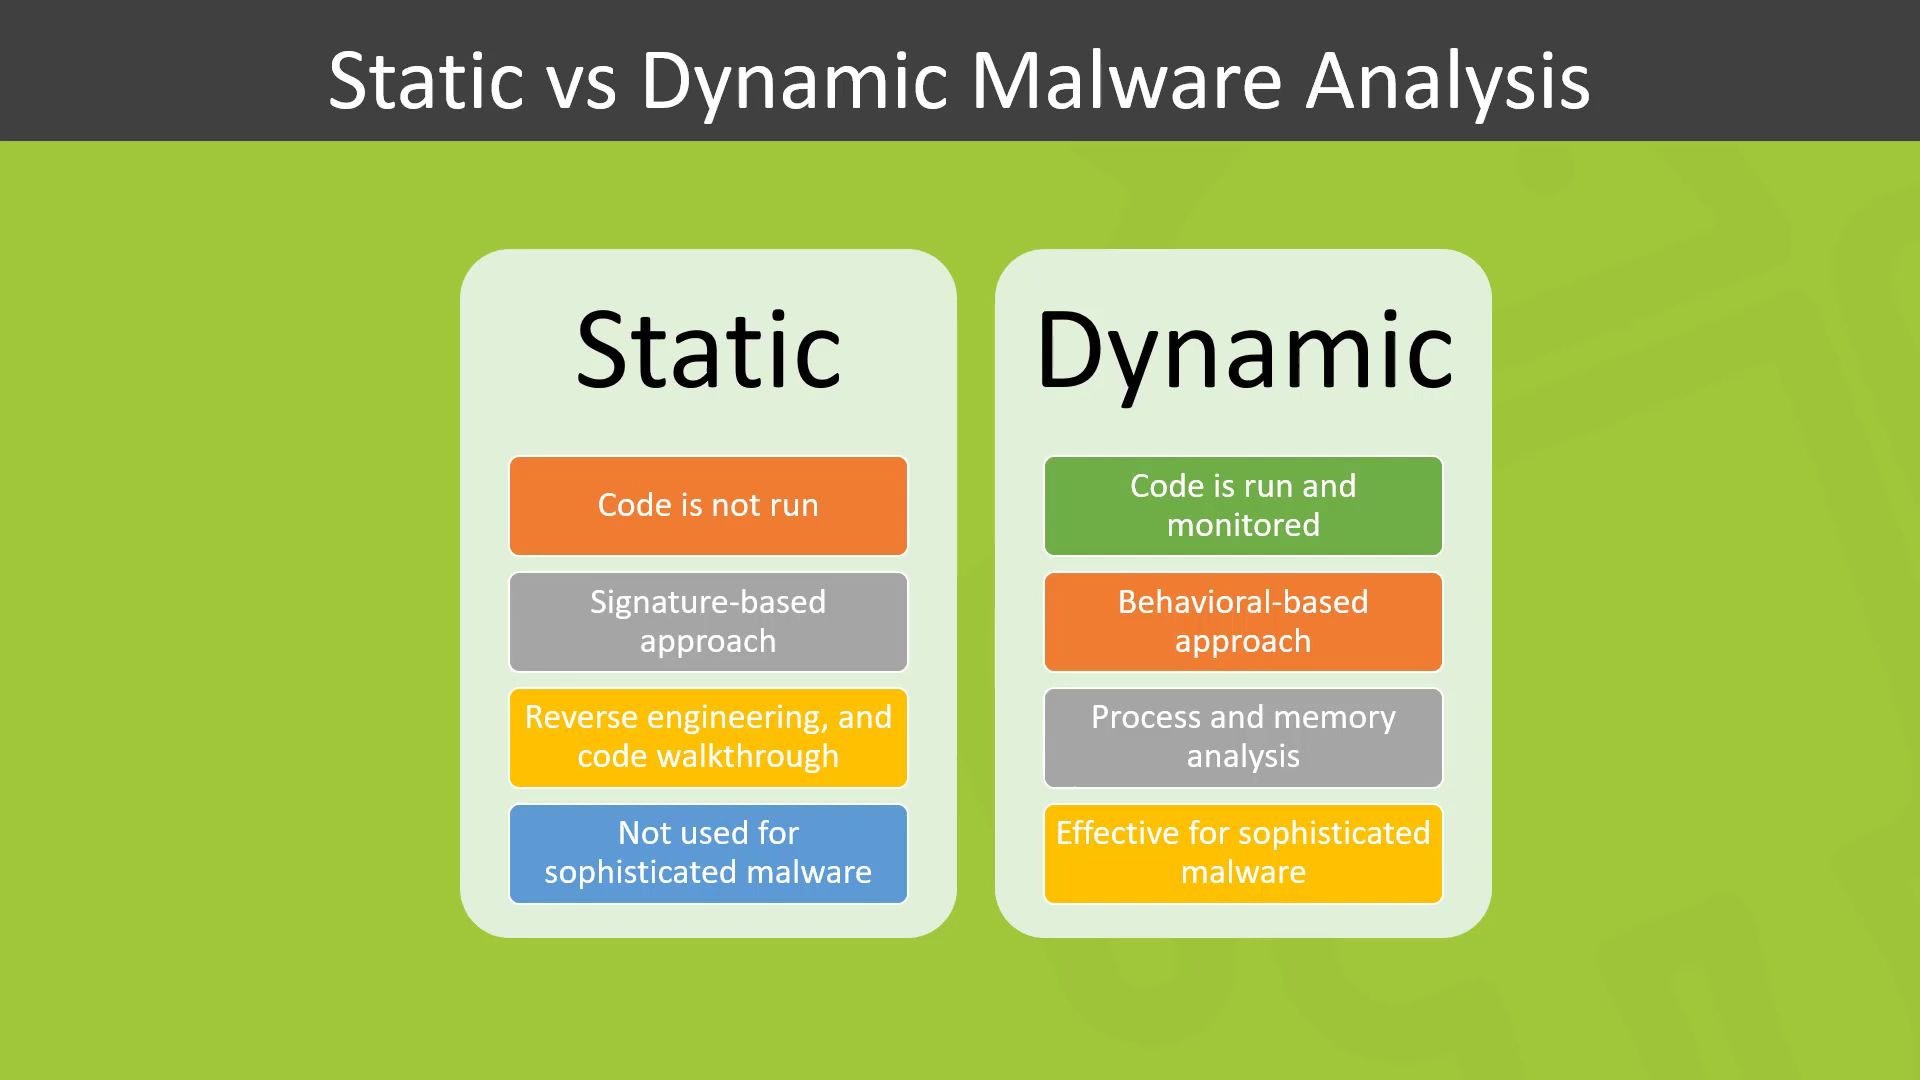 Static vs Dynamic Malware Analysis
Static
Code is not run
Signature-based
approach
Reverse engineering, and
code walkthrough
Not used for
sophisticated malware
Dynamic
Code is run and
monitored
Behavioral-based
approach
Process and memory
analysis
Effective for sophisticated
malware